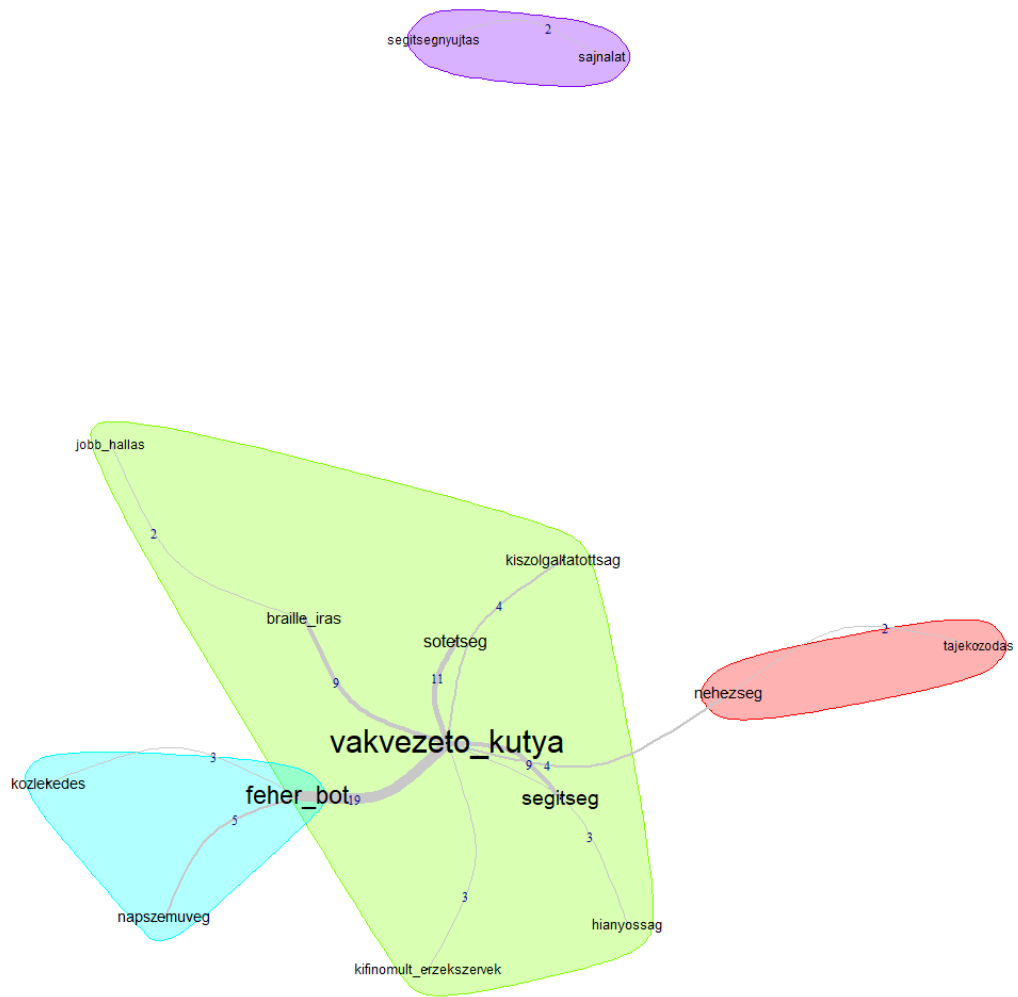 segitsegnyujtas
2
sajnalat
jobb_hallas
2
kiszolgaltatottsag
4
braille_iras
sotetseg
2
tajekozodas
9
11
nehezseg
vakvezeto_kutya
3
9
4
kozlekedes
feher_bot
19
segitseg
5
3
napszemuveg
3
hianyossag
kifinomult_erzekszervek